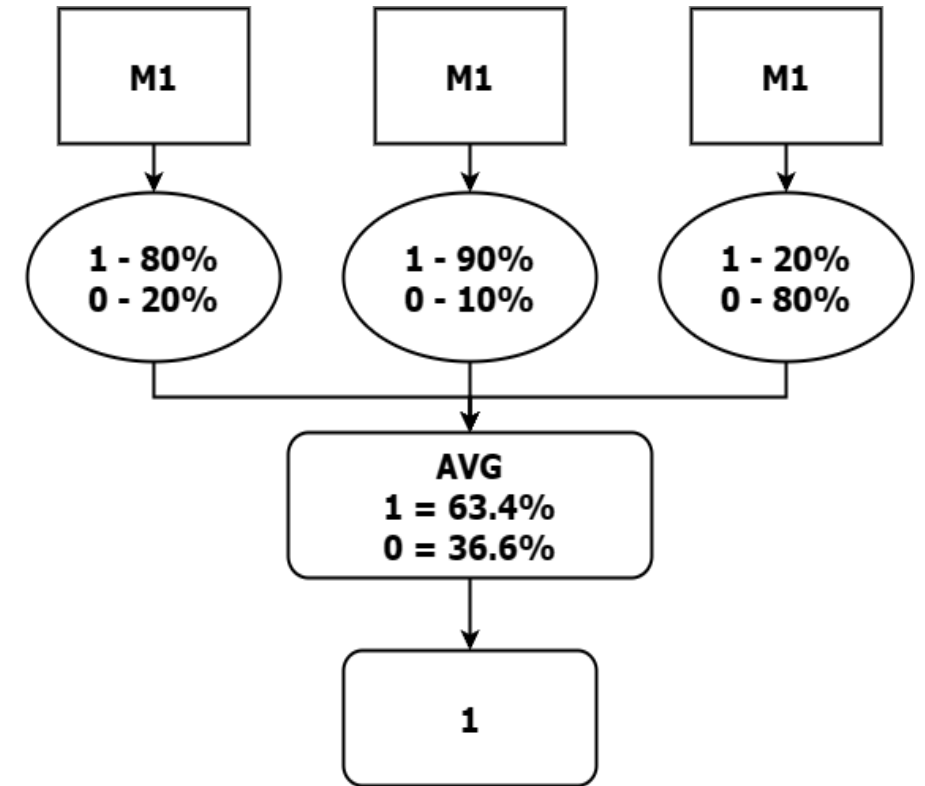 M1
M1
M1
1 - 80%
0 - 20%
1 - 90%
0 - 10%
1 - 20%
0 - 80%
AVG
1 = 63.4%
0 = 36.6%
1